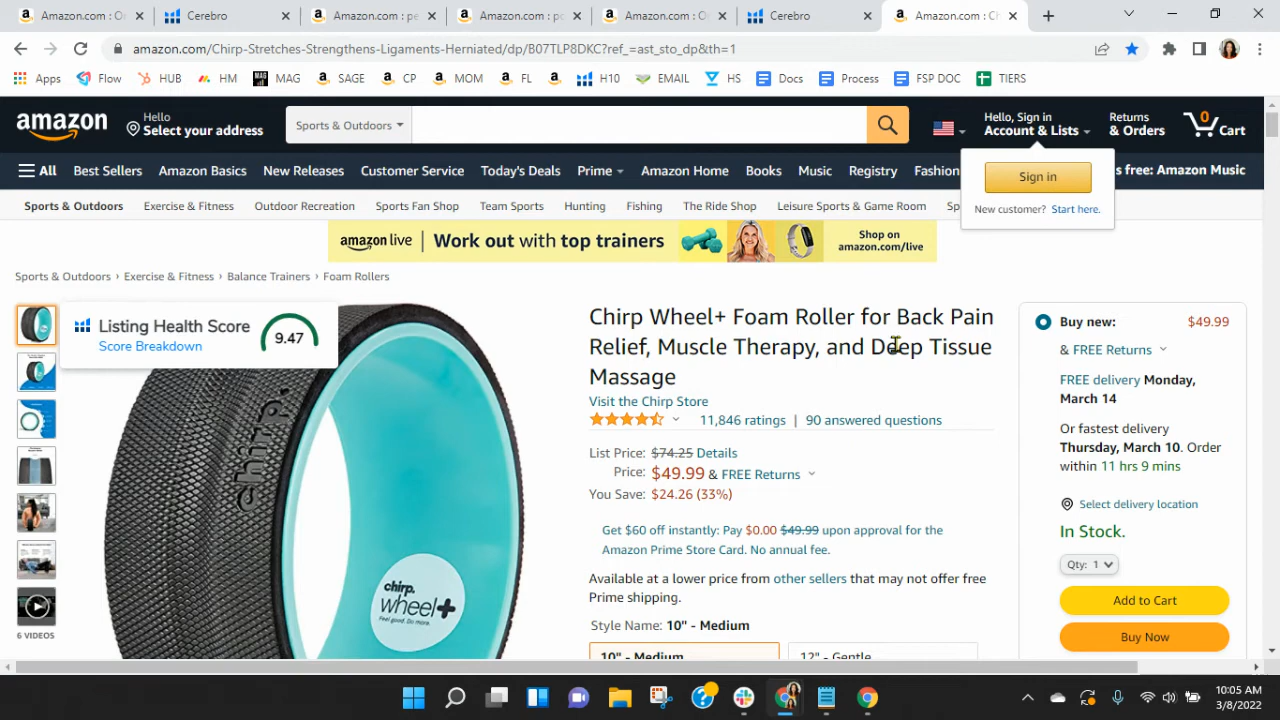 Amazon.com : O
Cerebro
Amazon.com : pe
Amazon.com : po
Amazon.com : O
Cerebro
Amazon.com : Ch
amazon.com/Chirp-Stretches-Strengthens-Ligaments-Herniated/dp/B07TLP8DKC?ref_=ast_sto_dp&th=1
Apps Flow HUB HM MAG SAGE CP MOM FL H10 EMAIL HS Docs Process FSP DOC TIERS
amazon
Hello
Select your address
Sports & Outdoors
Hello, Sign in
Account & Lists
Returns
& Orders
0
Cart
All Best Sellers Amazon Basics New Releases Customer Service Today's Deals Prime Amazon Home Books Music Registry Fashion s free: Amazon Music
Sign in
New customer? Start here.
Sports & Outdoors Exercise & Fitness Outdoor Recreation Sports Fan Shop Team Sports Hunting Fishing The Ride Shop Leisure Sports & Game Room Sp
amazon live | Work out with top trainers
Shop on
amazon.com/live
Sports & Outdoors › Exercise & Fitness › Balance Trainers › Foam Rollers
Listing Health Score
Score Breakdown
9.47
6 VIDEOS
chirp.
chirp.
wheel+
Feel good. Do more.
Chirp Wheel+ Foam Roller for Back Pain
Relief, Muscle Therapy, and Deep Tissue
Massage
Visit the Chirp Store
11,846 ratings | 90 answered questions
List Price: $74.25 Details
Price: $49.99 & FREE Returns
You Save: $24.26 (33%)
Get $60 off instantly: Pay $0.00 $49.99 upon approval for the
Amazon Prime Store Card. No annual fee.
Available at a lower price from other sellers that may not offer free
Prime shipping.
Style Name: 10" - Medium
10" - Medium
12" - Gentle
Buy new: $49.99
& FREE Returns
FREE delivery Monday,
March 14
Or fastest delivery
Thursday, March 10. Order
within 11 hrs 9 mins
Select delivery location
In Stock.
Qty: 1
Add to Cart
Buy Now
10:05 AM
3/8/2022